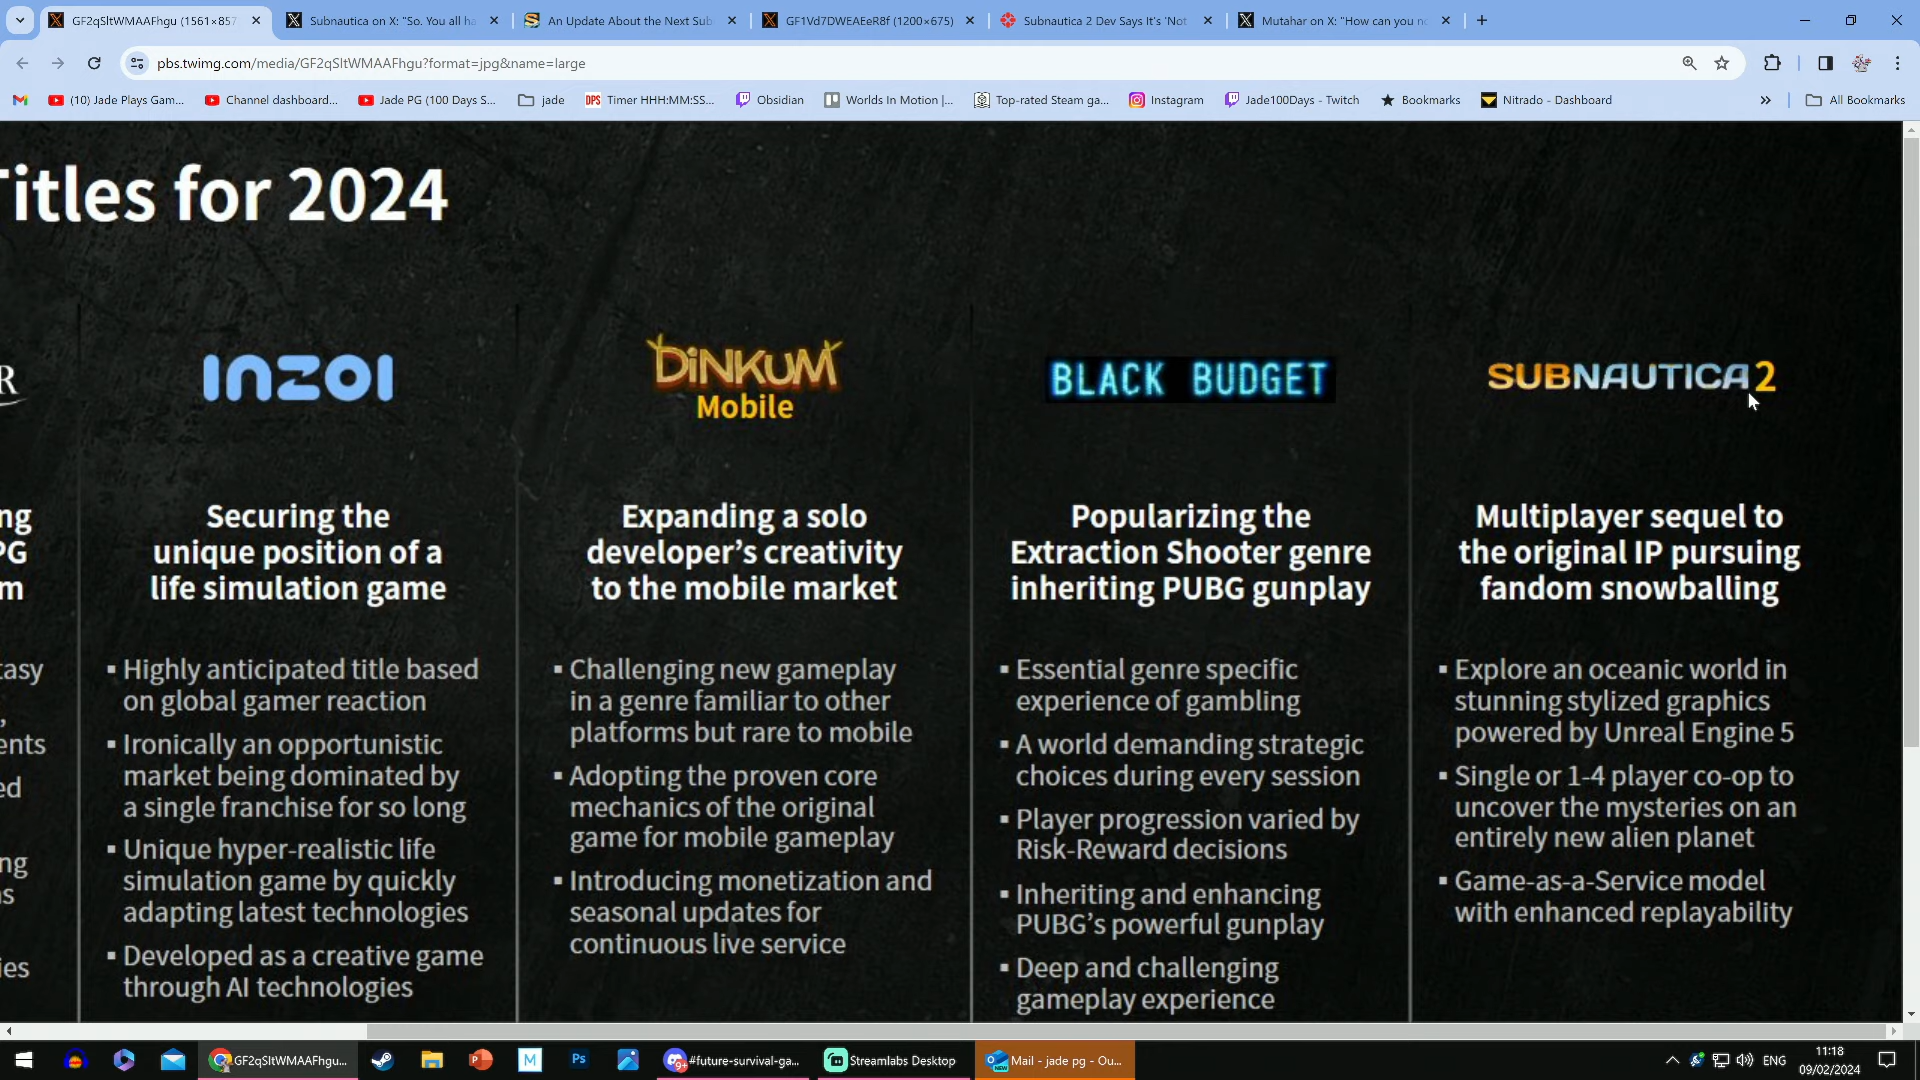 GF2qSltWMAAFhgu (1561×857
Subnautica on X: "So. You all ha
An Update About the Next Sub
GF1Vd7DWEAEeR8f (1200×675)
Subnautica 2 Dev Says It's 'Not
Mutahar on X: "How can you no
pbs.twimg.com/media/GF2qSltWMAAFhgu?format=jpg&name=large
(10) Jade Plays Gam...
Channel dashboard...
Jade PG (100 Days S...
jade
DPS
Timer HHH:MM:SS...
Obsidian
Worlds In Motion |...
Top-rated Steam ga...
Instagram
Jade100Days - Twitch
Bookmarks
Nitrado - Dashboard
All Bookmarks
Titles for 2024
R
ng
PG
m
tasy
,
ents
ed
ng
s
ies
INZOI
Securing the
unique position of a
life simulation game
▪ Highly anticipated title based
on global gamer reaction
▪ Ironically an opportunistic
market being dominated by
a single franchise for so long
▪ Unique hyper-realistic life
simulation game by quickly
adapting latest technologies
▪ Developed as a creative game
through AI technologies
DiNKUM
Mobile
Expanding a solo
developer's creativity
to the mobile market
▪ Challenging new gameplay
in a genre familiar to other
platforms but rare to mobile
▪ Adopting the proven core
mechanics of the original
game for mobile gameplay
▪ Introducing monetization and
seasonal updates for
continuous live service
BLACK BUDGET
Popularizing the
Extraction Shooter genre
inheriting PUBG gunplay
▪ Essential genre specific
experience of gambling
▪ A world demanding strategic
choices during every session
▪ Player progression varied by
Risk-Reward decisions
▪ Inheriting and enhancing
PUBG's powerful gunplay
▪ Deep and challenging
gameplay experience
SUBNAUTICA 2
Multiplayer sequel to
the original IP pursuing
fandom snowballing
▪ Explore an oceanic world in
stunning stylized graphics
powered by Unreal Engine 5
▪ Single or 1-4 player co-op to
uncover the mysteries on an
entirely new alien planet
▪ Game-as-a-Service model
with enhanced replayability
GF2qSltWMAAFhgu...
M
Ps
9+
#future-survival-ga...
Streamlabs Desktop
NEW
Mail - jade pg - Ou...
ENG
11:18
09/02/2024